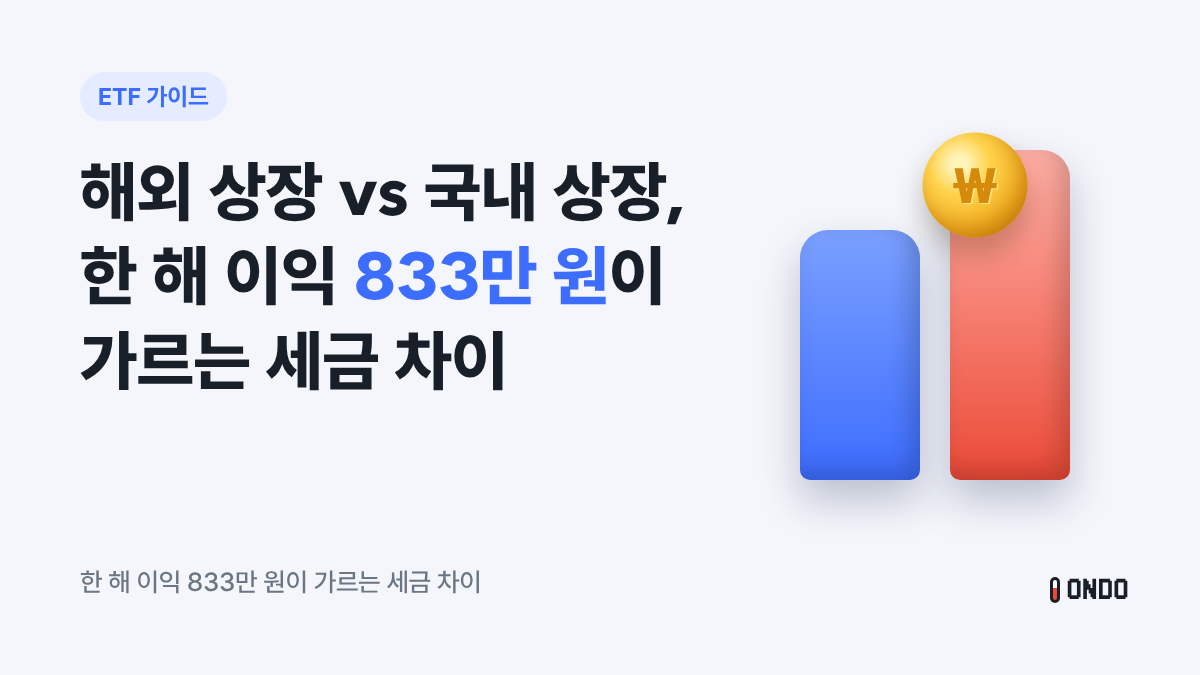 ETF 가이드
해외 상장 vs 국내 상장,
한 해 이익 833만 원이
가르는 세금 차이
₩
한 해 이익 833만 원이 가르는 세금 차이
ONDO